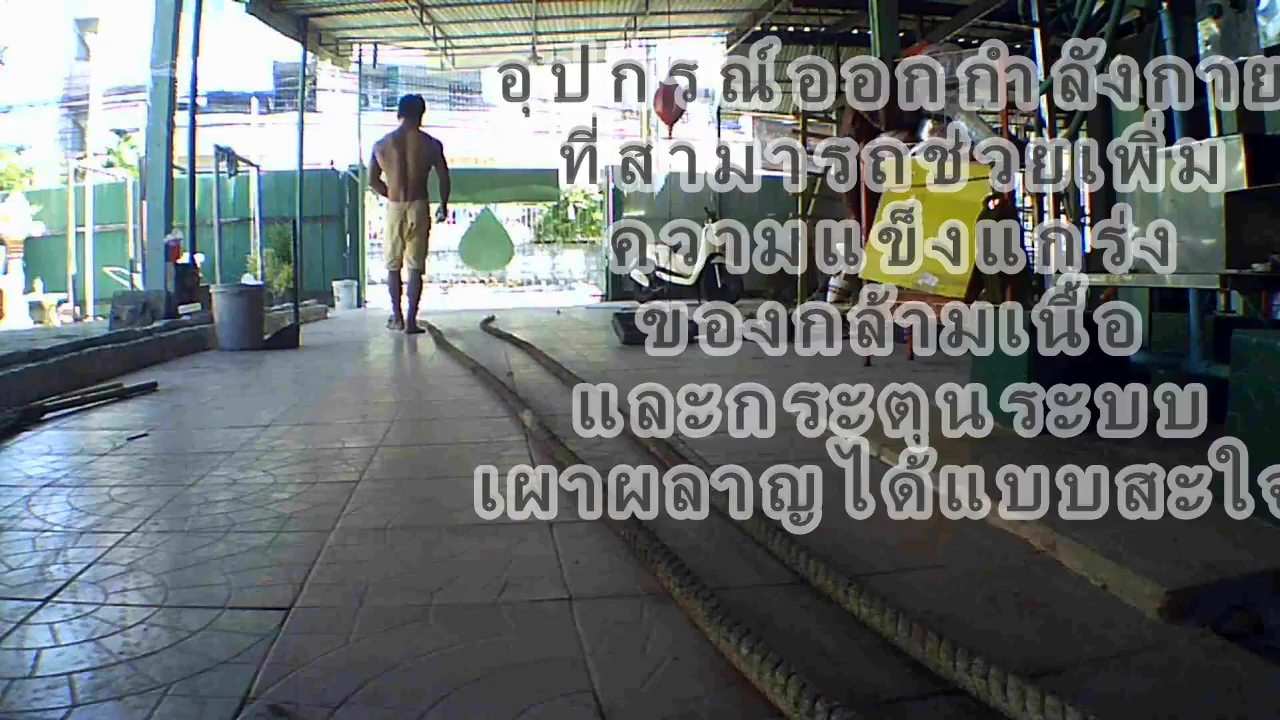 อุปกรณ์ออกกำลังกาย
ที่สามารถช่วยเพิ่ม
ความแข็งแกร่ง
ของกล้ามเนื้อ
และกระตุนระบบ
เผาผลาญได้แบบสะใจ